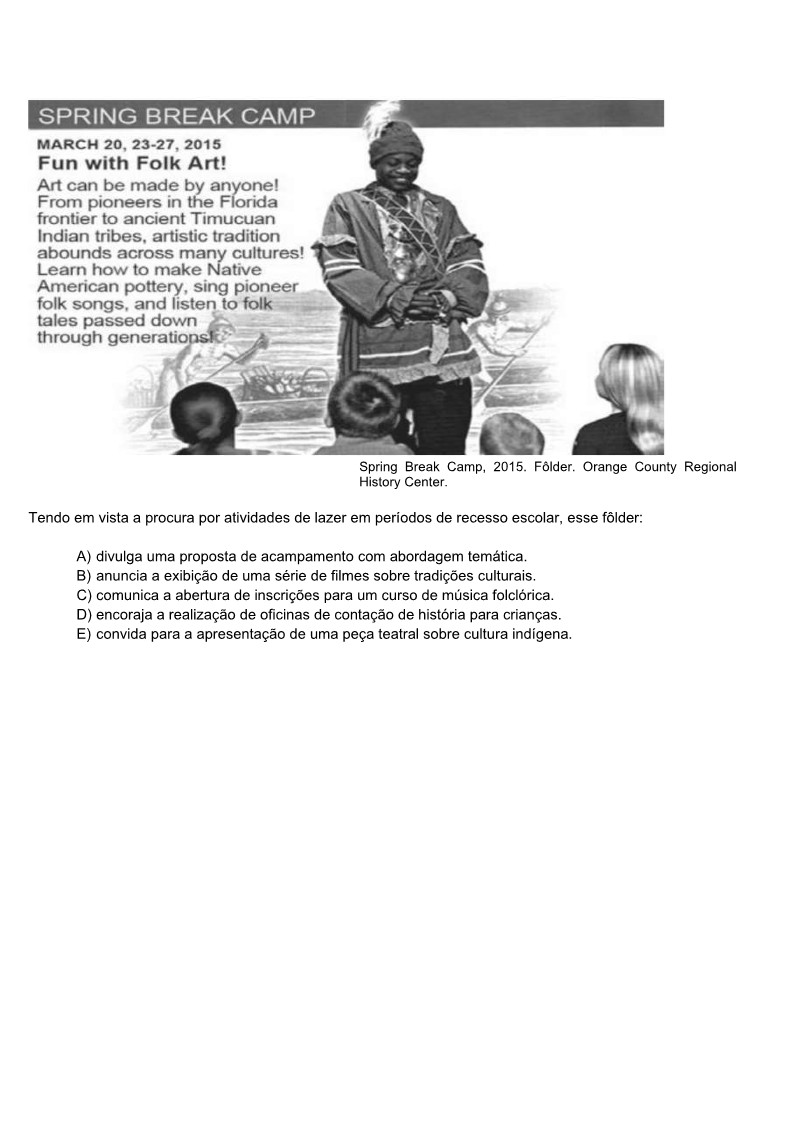 SPRING BREAK CAMP
MARCH 20, 23-27, 2015
Fun with Folk Art!
Art can be made by anyone!
From pioneers in the Florida
frontier to ancient Timucuan
Indian tribes, artistic tradition
abounds across many cultures!
Learn how to make Native
American pottery, sing pioneer
folk songs, and listen to folk
tales passed down
through generations!
Spring Break Camp, 2015. Fôlder. Orange County Regional
History Center.
Tendo em vista a procura por atividades de lazer em períodos de recesso escolar, esse fôlder:
A) divulga uma proposta de acampamento com abordagem temática.
B) anuncia a exibição de uma série de filmes sobre tradições culturais.
C) comunica a abertura de inscrições para um curso de música folclórica.
D) encoraja a realização de oficinas de contação de história para crianças.
E) convida para a apresentação de uma peça teatral sobre cultura indígena.